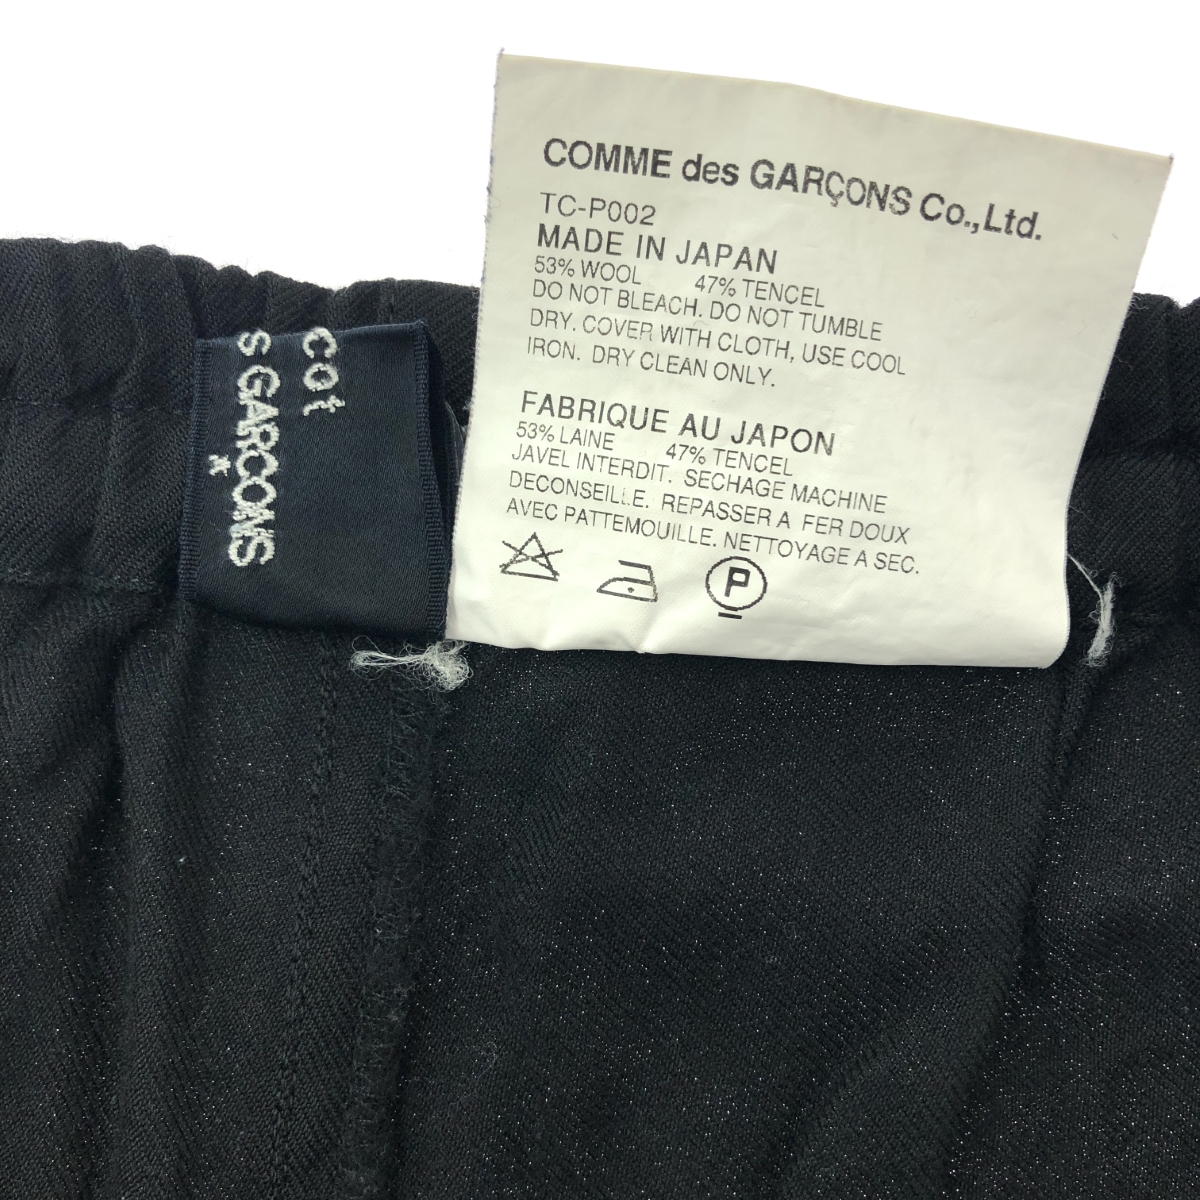 COMME des GARÇONS Co.,Ltd.
TC-P002
MADE IN JAPAN
53% WOOL 47% TENCEL
DO NOT BLEACH. DO NOT TUMBLE
DRY. COVER WITH CLOTH, USE COOL
IRON. DRY CLEAN ONLY.
FABRIQUE AU JAPON
53% LAINE 47% TENCEL
JAVEL INTERDIT. SECHAGE MACHINE
DECONSEILLE. REPASSER A FER DOUX
AVEC PATTEMOUILLE. NETTOYAGE A SEC.
P
cot
S GARÇONS